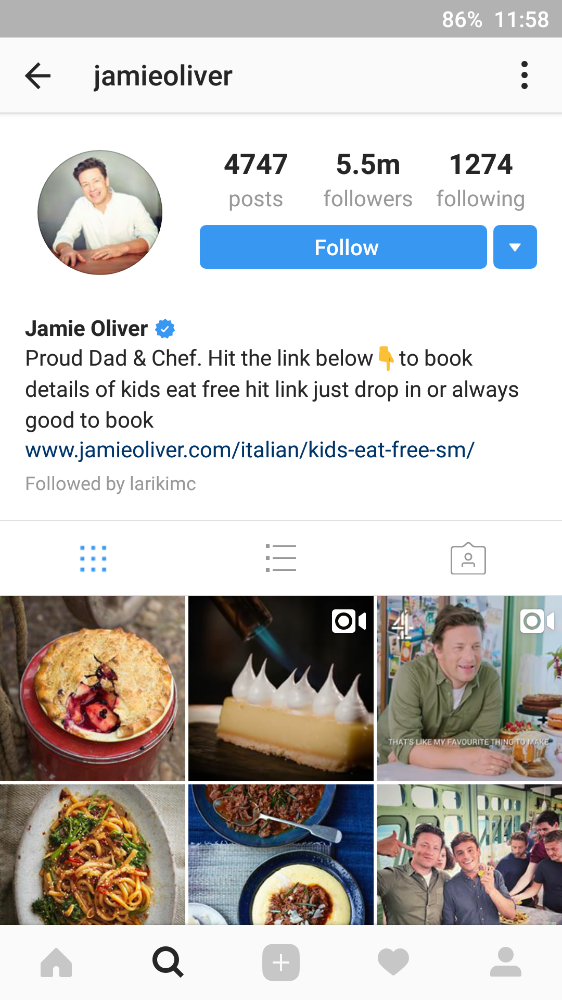 86% 11:58
jamieoliver
4747 5.5m 1274
posts followers following
Follow
Jamie Oliver
Proud Dad & Chef. Hit the link below👇to book
details of kids eat free hit link just drop in or always
good to book
www.jamieoliver.com/italian/kids-eat-free-sm/
Followed by larikimc
4
THAT'S LIKE MY FAVOURITE THING TO MAKE